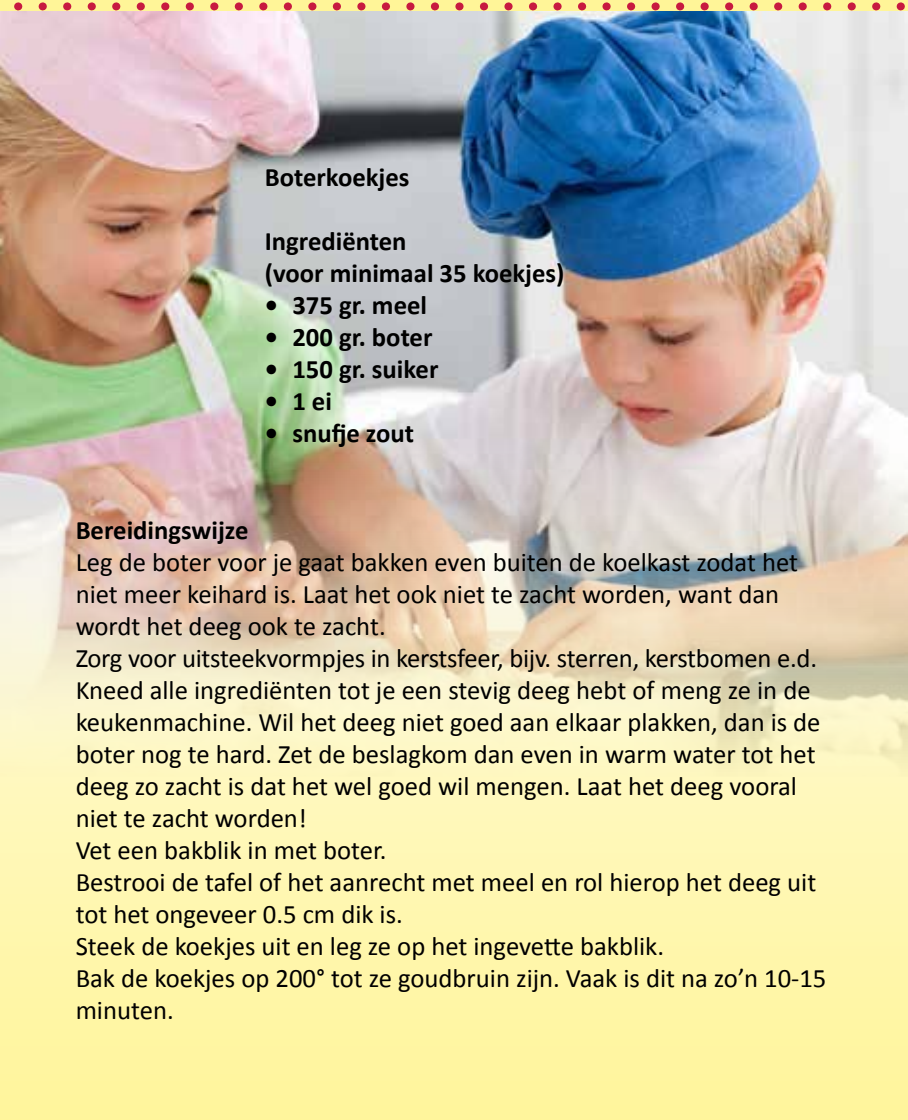 Boterkoekjes
Ingrediënten
(voor minimaal 35 koekjes)
• 375 gr. meel
• 200 gr. boter
• 150 gr. suiker
• 1 ei
• snufje zout
Bereidingswijze
Leg de boter voor je gaat bakken even buiten de koelkast zodat het
niet meer keihard is. Laat het ook niet te zacht worden, want dan
wordt het deeg ook te zacht.
Zorg voor uitsteekvormpjes in kerstsfeer, bijv. sterren, kerstbomen e.d.
Kneed alle ingrediënten tot je een stevig deeg hebt of meng ze in de
keukenmachine. Wil het deeg niet goed aan elkaar plakken, dan is de
boter nog te hard. Zet de beslagkom dan even in warm water tot het
deeg zo zacht is dat het wel goed wil mengen. Laat het deeg vooral
niet te zacht worden!
Vet een bakblik in met boter.
Bestrooi de tafel of het aanrecht met meel en rol hierop het deeg uit
tot het ongeveer 0.5 cm dik is.
Steek de koekjes uit en leg ze op het ingevette bakblik.
Bak de koekjes op 200° tot ze goudbruin zijn. Vaak is dit na zo’n 10-15
minuten.